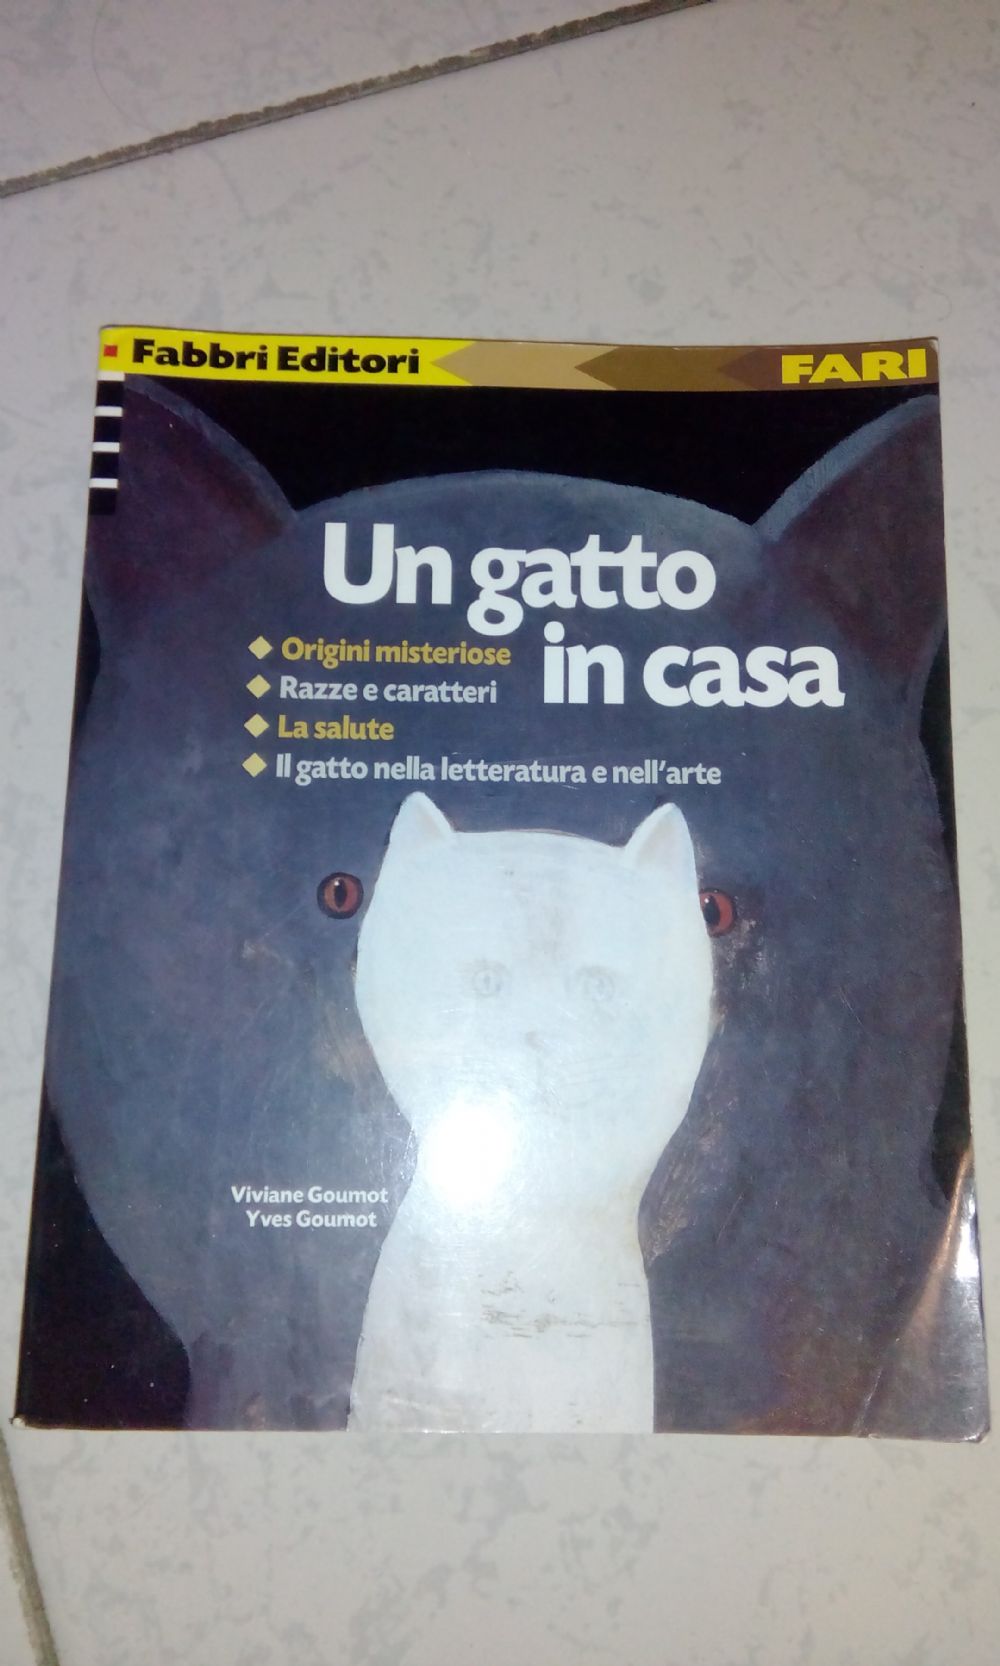 Fabbri Editori
FARI
Un gatto
in casa
Origini misteriose
Razze e caratteri
La salute
Il gatto nella letteratura e nell'arte
Viviane Goumot
Yves Goumot